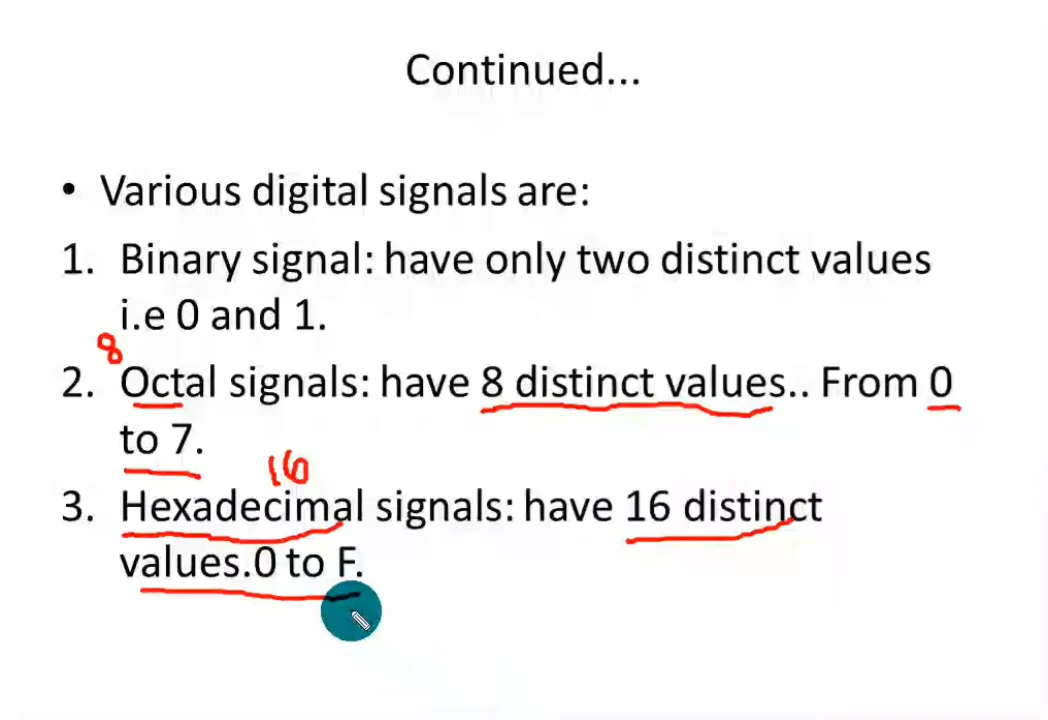 Continued...
• Various digital signals are:
1. Binary signal: have only two distinct values
i.e 0 and 1.
8
2. Octal signals: have 8 distinct values.. From 0
to 7.
16
3. Hexadecimal signals: have 16 distinct
values.0 to F.